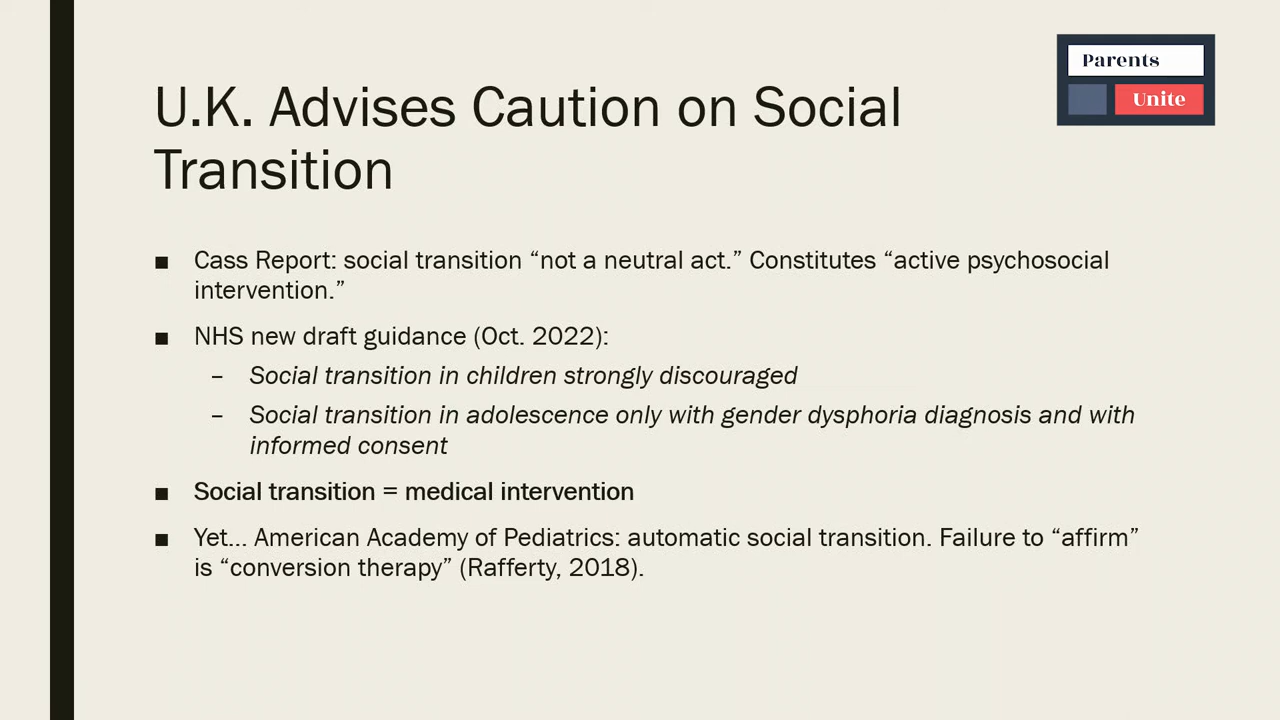 Parents
Unite
U.K. Advises Caution on Social
Transition
■ Cass Report: social transition “not a neutral act.” Constitutes “active psychosocial
intervention.”
■ NHS new draft guidance (Oct. 2022):
– Social transition in children strongly discouraged
– Social transition in adolescence only with gender dysphoria diagnosis and with
informed consent
■ Social transition = medical intervention
■ Yet... American Academy of Pediatrics: automatic social transition. Failure to “affirm”
is “conversion therapy” (Rafferty, 2018).